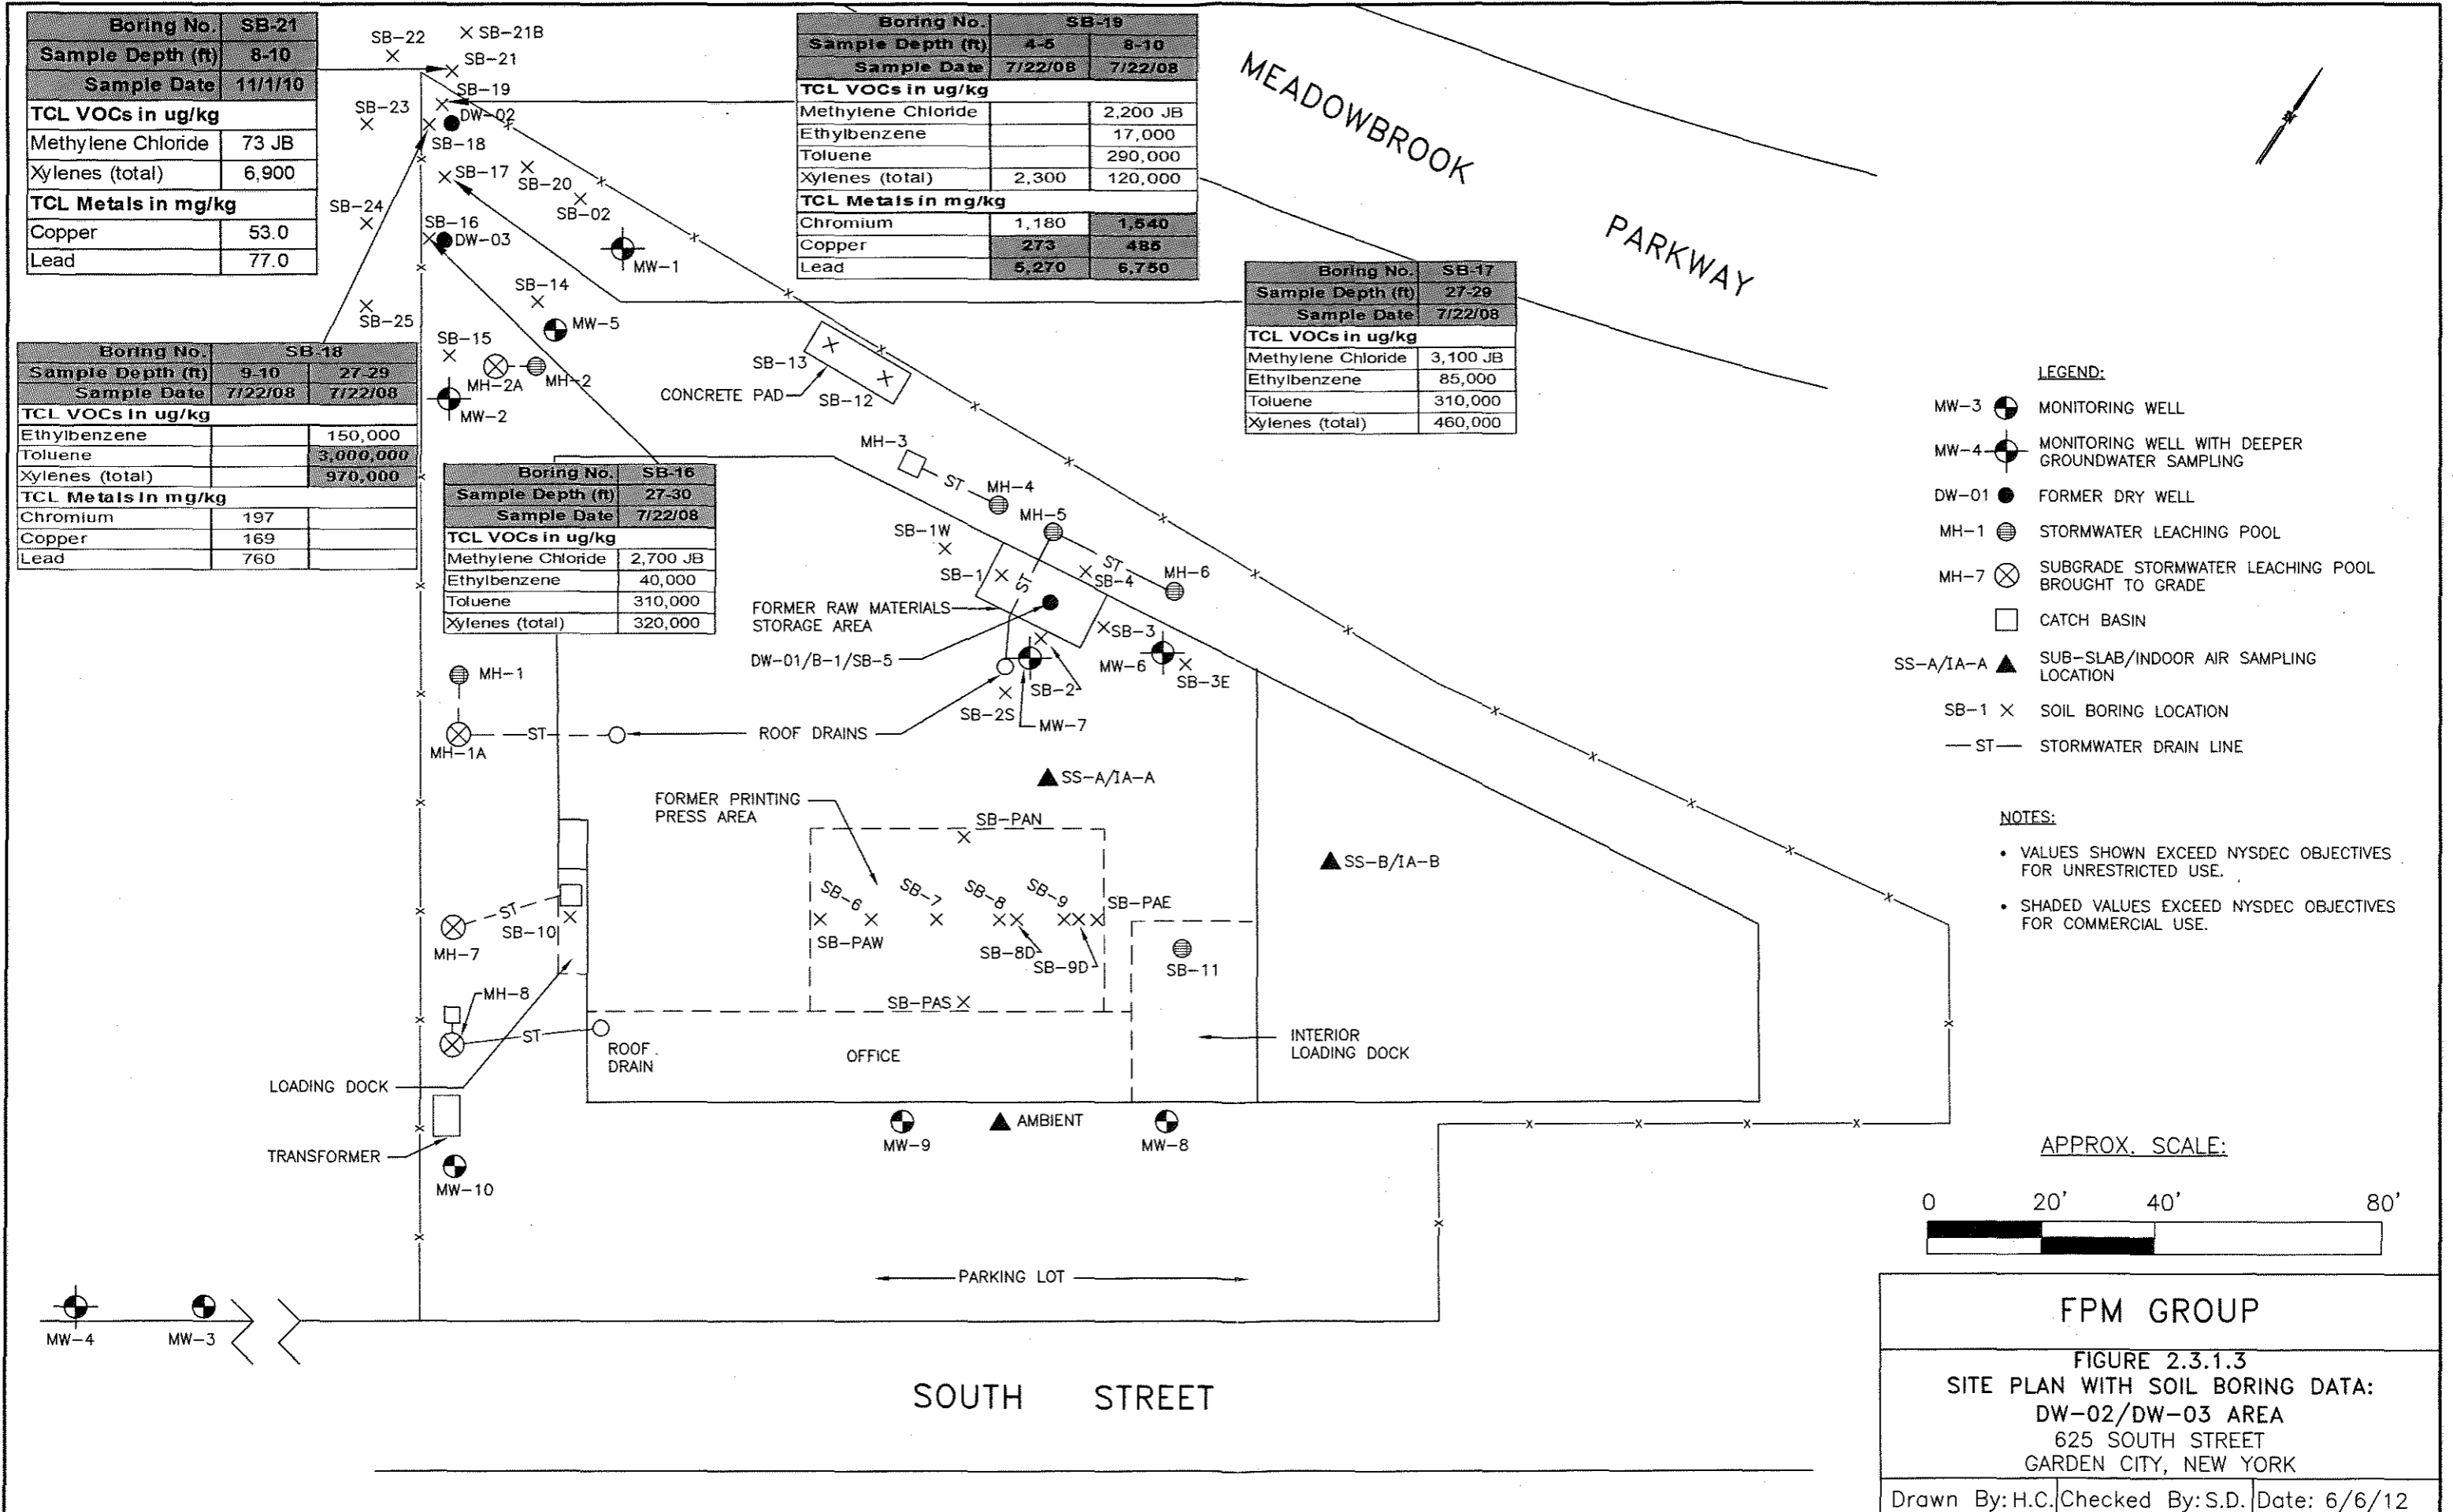 Boring No. SB-21
Sample Depth (ft) 8-10
Sample Date 11/1/10
TCL VOCs in ug/kg
Methylene Chloride 73 JB
Xylenes (total) 6,900
TCL Metals in mg/kg
Copper 53.0
Lead 77.0
Boring No. SB-19
Sample Depth (ft) 4-5 8-10
Sample Date 7/22/08 7/22/08
TCL VOCs in ug/kg
Methylene Chloride 2,200 JB
Ethylbenzene 17,000
Toluene 290,000
Xylenes (total) 2,300 120,000
TCL Metals in mg/kg
Chromium 1,180 1,540
Copper 273 485
Lead 5,270 6,750
Boring No. SB-17
Sample Depth (ft) 27-29
Sample Date 7/22/08
TCL VOCs in ug/kg
Methylene Chloride 3,100 JB
Ethylbenzene 85,000
Toluene 310,000
Xylenes (total) 460,000
Boring No. SB-18
Sample Depth (ft) 9-10 27-29
Sample Date 7/22/08 7/22/08
TCL VOCs in ug/kg
Ethylbenzene 150,000
Toluene 3,000,000
Xylenes (total) 970,000
TCL Metals in mg/kg
Chromium 197
Copper 169
Lead 760
Boring No. SB-16
Sample Depth (ft) 27-30
Sample Date 7/22/08
TCL VOCs in ug/kg
Methylene Chloride 2,700 JB
Ethylbenzene 40,000
Toluene 310,000
Xylenes (total) 320,000
MEADOWBROOK
PARKWAY
N
SB-22
SB-21B
SB-21
SB-19
SB-23
DW-02
SB-18
SB-17
SB-20
SB-02
SB-24
SB-16
DW-03
MW-1
SB-14
SB-25
MW-5
SB-15
MH-2A
MH-2
MW-2
SB-13
CONCRETE PAD
SB-12
MH-3
ST
MH-4
MH-5
SB-1W
ST
SB-1
ST
SB-4
MH-6
FORMER RAW MATERIALS
STORAGE AREA
SB-3
DW-01/B-1/SB-5
MW-6
SB-3E
SB-2
SB-2S
MW-7
MH-1
MH-1A
ST
ROOF DRAINS
SS-A/IA-A
FORMER PRINTING
PRESS AREA
SB-PAN
SS-B/IA-B
SB-6
SB-7
SB-8
SB-9
SB-PAE
SB-PAW
SB-8D
SB-9D
SB-11
SB-PAS
ST
SB-10
MH-7
MH-8
ST
ROOF
DRAIN
OFFICE
INTERIOR
LOADING DOCK
LOADING DOCK
TRANSFORMER
MW-10
MW-9
AMBIENT
MW-8
PARKING LOT
MW-4
MW-3
SOUTH STREET
LEGEND:
MW-3 MONITORING WELL
MW-4 MONITORING WELL WITH DEEPER
GROUNDWATER SAMPLING
DW-01 FORMER DRY WELL
MH-1 STORMWATER LEACHING POOL
MH-7 SUBGRADE STORMWATER LEACHING POOL
BROUGHT TO GRADE
CATCH BASIN
SS-A/IA-A SUB-SLAB/INDOOR AIR SAMPLING
LOCATION
SB-1 SOIL BORING LOCATION
ST STORMWATER DRAIN LINE
NOTES:
• VALUES SHOWN EXCEED NYSDEC OBJECTIVES
FOR UNRESTRICTED USE.
• SHADED VALUES EXCEED NYSDEC OBJECTIVES
FOR COMMERCIAL USE.
APPROX. SCALE:
0 20' 40' 80'
FPM GROUP
FIGURE 2.3.1.3
SITE PLAN WITH SOIL BORING DATA:
DW-02/DW-03 AREA
625 SOUTH STREET
GARDEN CITY, NEW YORK
Drawn By: H.C. Checked By: S.D. Date: 6/6/12